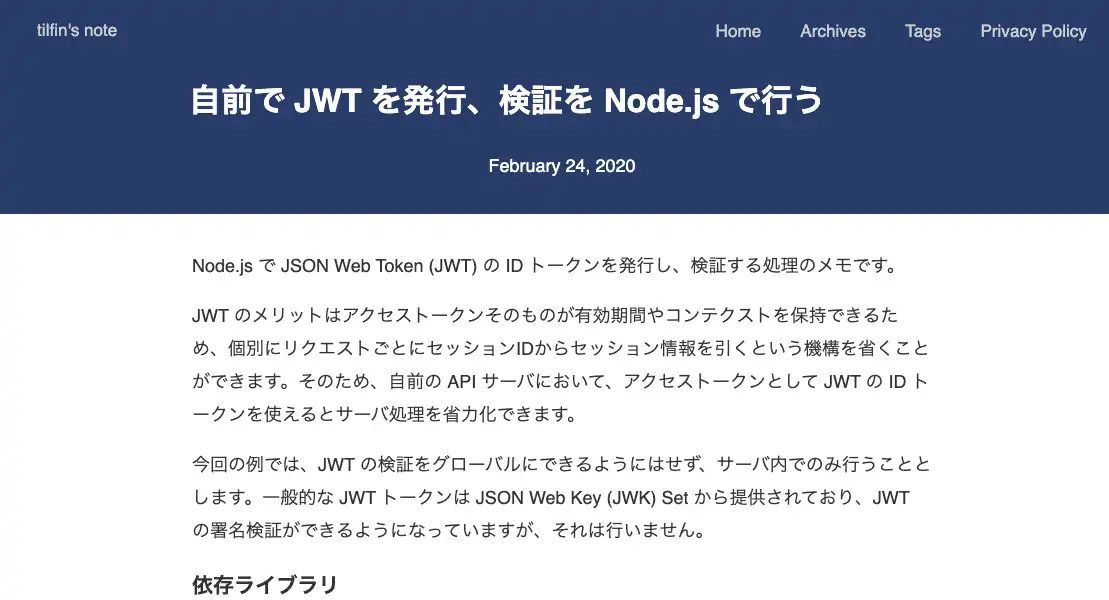 tilfin's note
Home Archives Tags Privacy Policy
自前で JWT を発行、検証を Node.js で行う
February 24, 2020
Node.js で JSON Web Token (JWT) の ID トークンを発行し、検証する処理のメモです。
JWT のメリットはアクセストークンそのものが有効期間やコンテクストを保持できるた
め、個別にリクエストごとにセッションIDからセッション情報を引くという機構を省くこと
ができます。そのため、自前の API サーバにおいて、アクセストークンとして JWT の ID ト
ークンを使えるとサーバ処理を省力化できます。
今回の例では、JWT の検証をグローバルにできるようにはせず、サーバ内でのみ行うことと
します。一般的な JWT トークンは JSON Web Key (JWK) Set から提供されており、JWT
の署名検証ができるようになっていますが、それは行いません。
依存ライブラリ